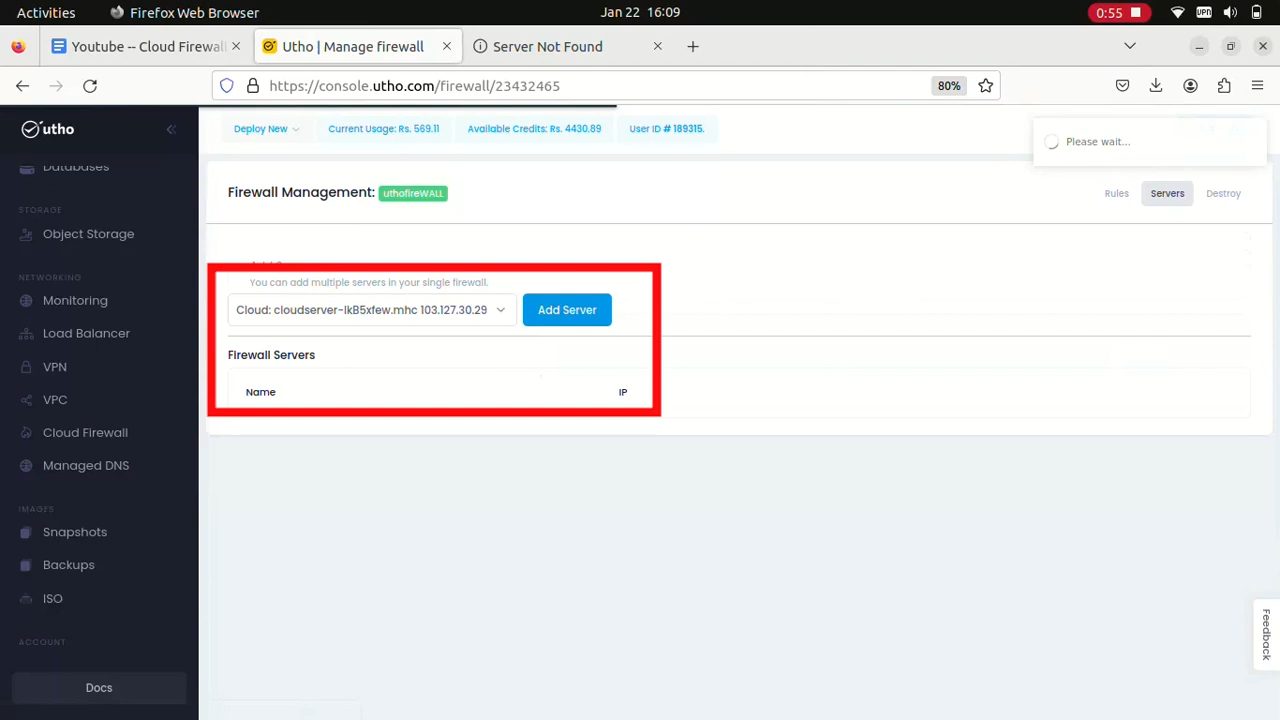 Activities
Firefox Web Browser
Jan 22 16:09
0:55
Youtube -- Cloud Firewall
Utho | Manage firewall
Server Not Found
https://console.utho.com/firewall/23432465
80%
utho
Deploy New
Current Usage: Rs. 569.11
Available Credits: Rs. 4430.89
User ID # 189315.
Please wait...
Databases
Firewall Management: uthofireWALL
Rules
Servers
Destroy
STORAGE
Object Storage
NETWORKING
You can add multiple servers in your single firewall.
Monitoring
Cloud: cloudserver-IkB5xfew.mhc 103.127.30.29
Add Server
Load Balancer
Firewall Servers
VPN
Name
IP
VPC
Cloud Firewall
Managed DNS
IMAGES
Snapshots
Backups
ISO
Feedback
ACCOUNT
Docs